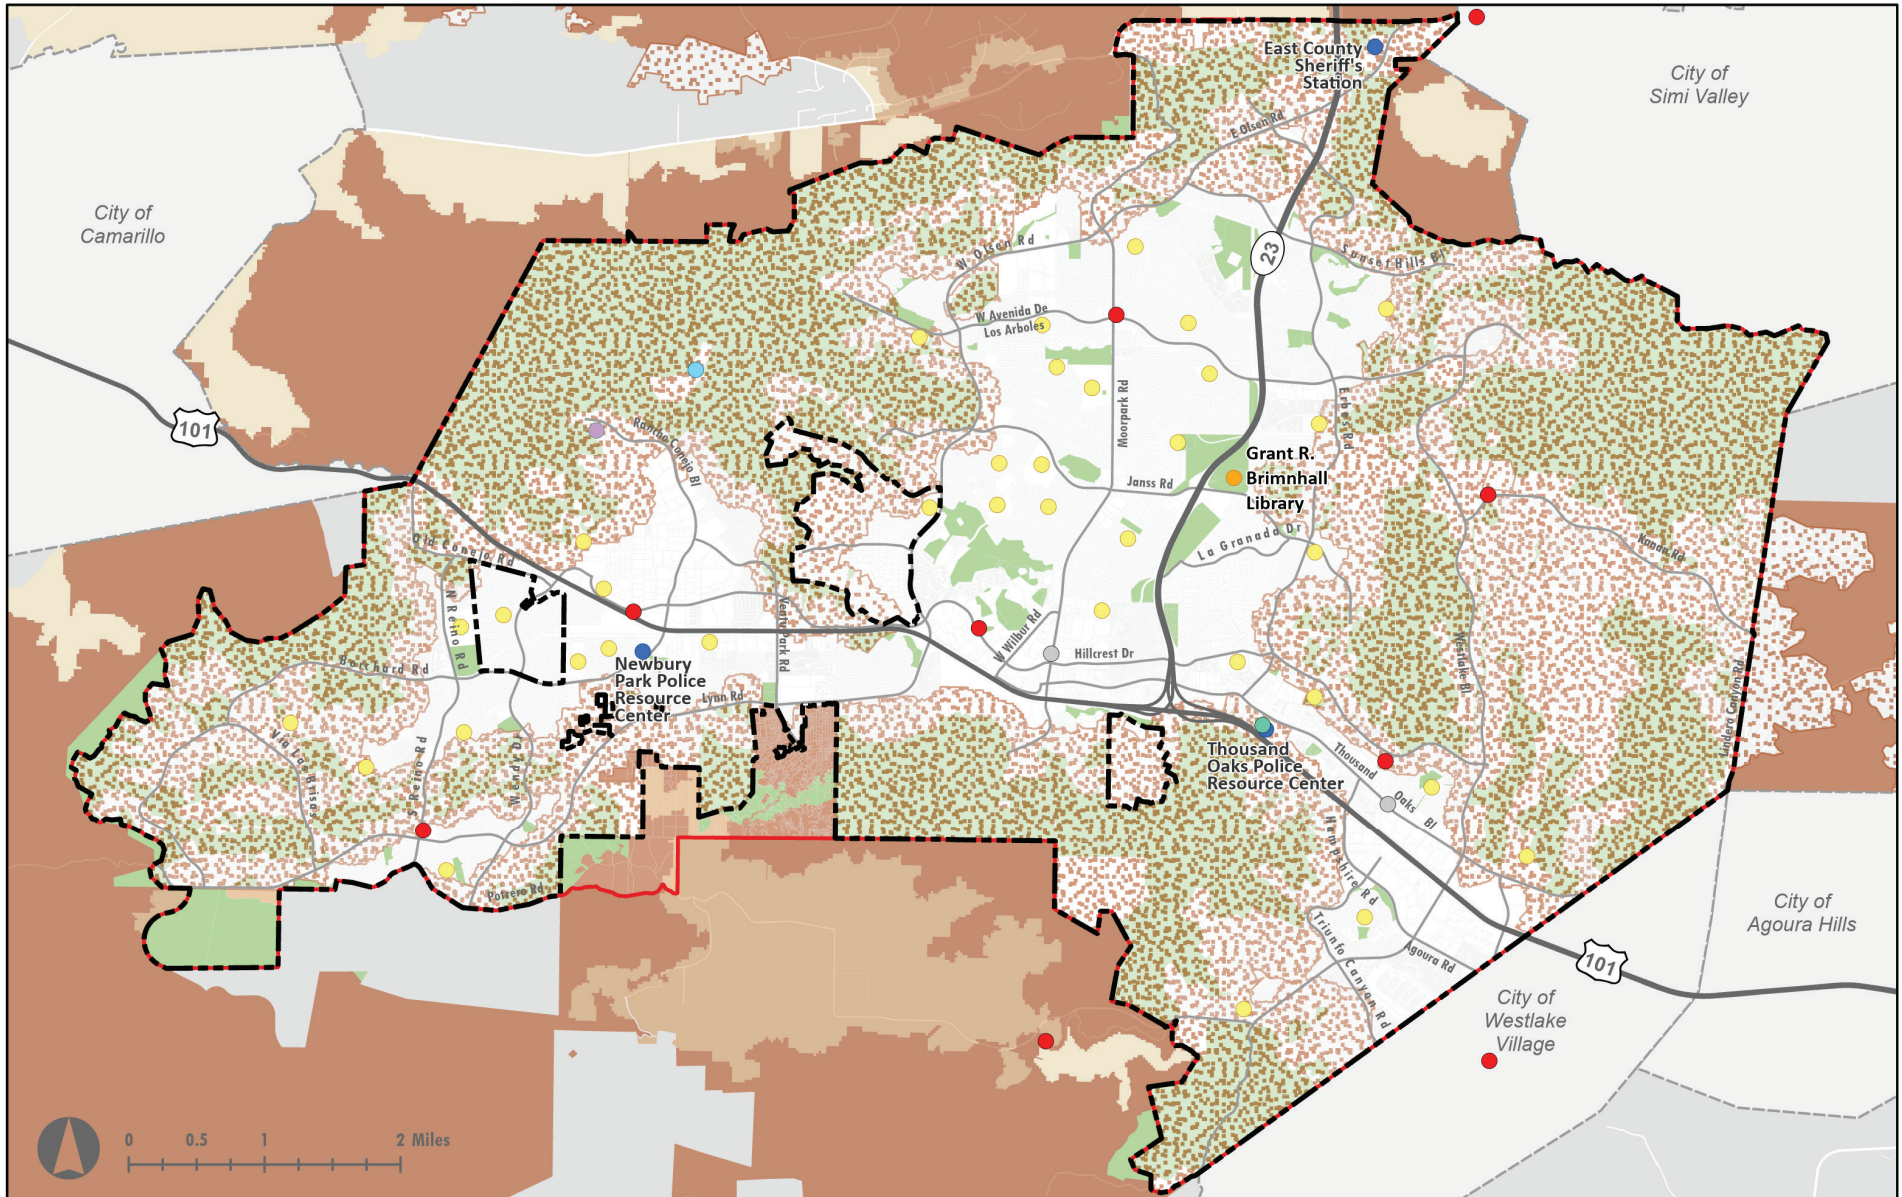 East County
Sheriff's
Station
City of
Simi Valley
E Olsen Rd
City of
Camarillo
W Olsen Rd
23
Sunset Hills Bl
W Avenida De
Los Arboles
101
Rancho Conejo Bl
Moorpark Rd
Erbes Rd
Grant R.
Brimnhall
Library
Janss Rd
La Granada Dr
Kanan Rd
Old Conejo Rd
N Reino Rd
Ventu Park Rd
W Wilbur Rd
Hillcrest Dr
Westlake Bl
Borchard Rd
Newbury
Park Police
Resource
Center
Lynn Rd
Lindero Canyon Rd
Via Las Brisas
S Reino Rd
Wendy Dr
Thousand
Oaks Police
Resource Center
Thousand
Oaks Bl
Hampshire Rd
Potrero Rd
Triunfo Canyon Rd
Agoura Rd
City of
Agoura Hills
101
City of
Westlake
Village
0 0.5 1 2 Miles